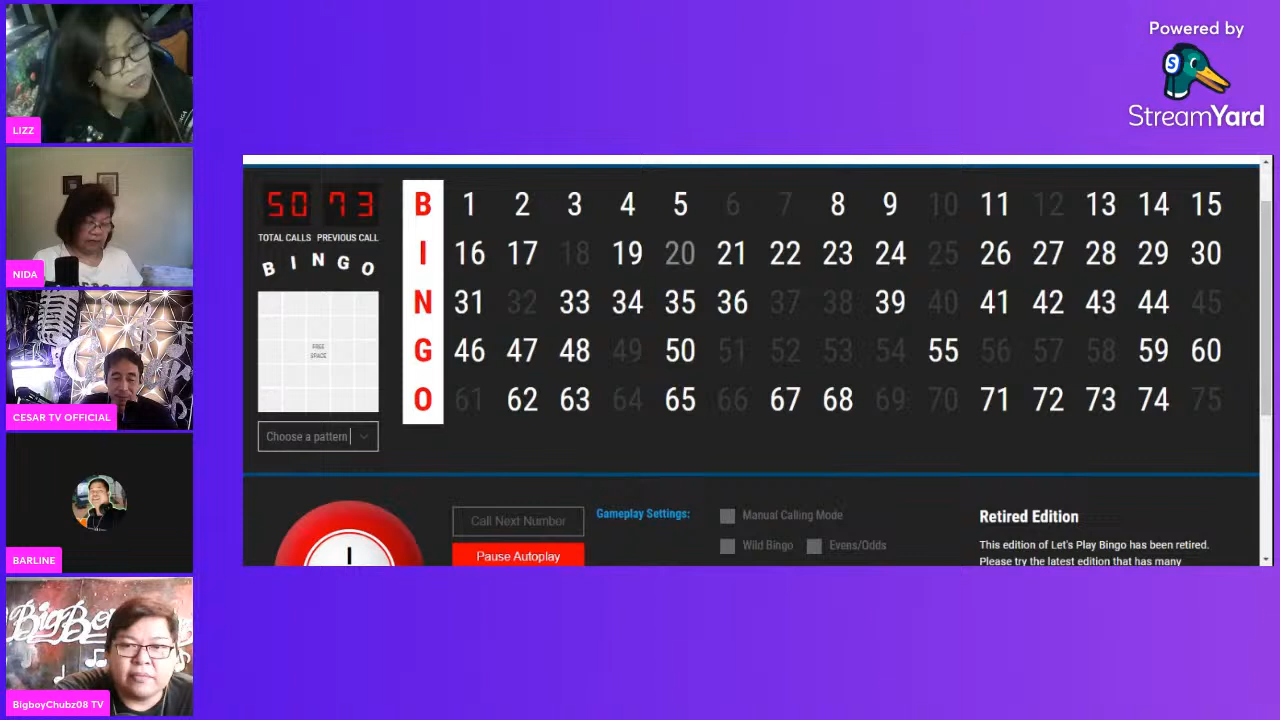 Powered by
S
StreamYard
LIZZ
NIDA
CESAR TV OFFICIAL
BARLINE
BigBo
BigboyChubz08 TV
50 73
TOTAL CALLS PREVIOUS CALL
B I N G O
FREE
SPACE
Choose a pattern
B 1 2 3 4 5 6 7 8 9 10 11 12 13 14 15
I 16 17 18 19 20 21 22 23 24 25 26 27 28 29 30
N 31 32 33 34 35 36 37 38 39 40 41 42 43 44 45
G 46 47 48 49 50 51 52 53 54 55 56 57 58 59 60
O 61 62 63 64 65 66 67 68 69 70 71 72 73 74 75
I
Call Next Number
Pause Autoplay
Gameplay Settings:
Manual Calling Mode
Wild Bingo Evens/Odds
Retired Edition
This edition of Let's Play Bingo has been retired.
Please try the latest edition that has many